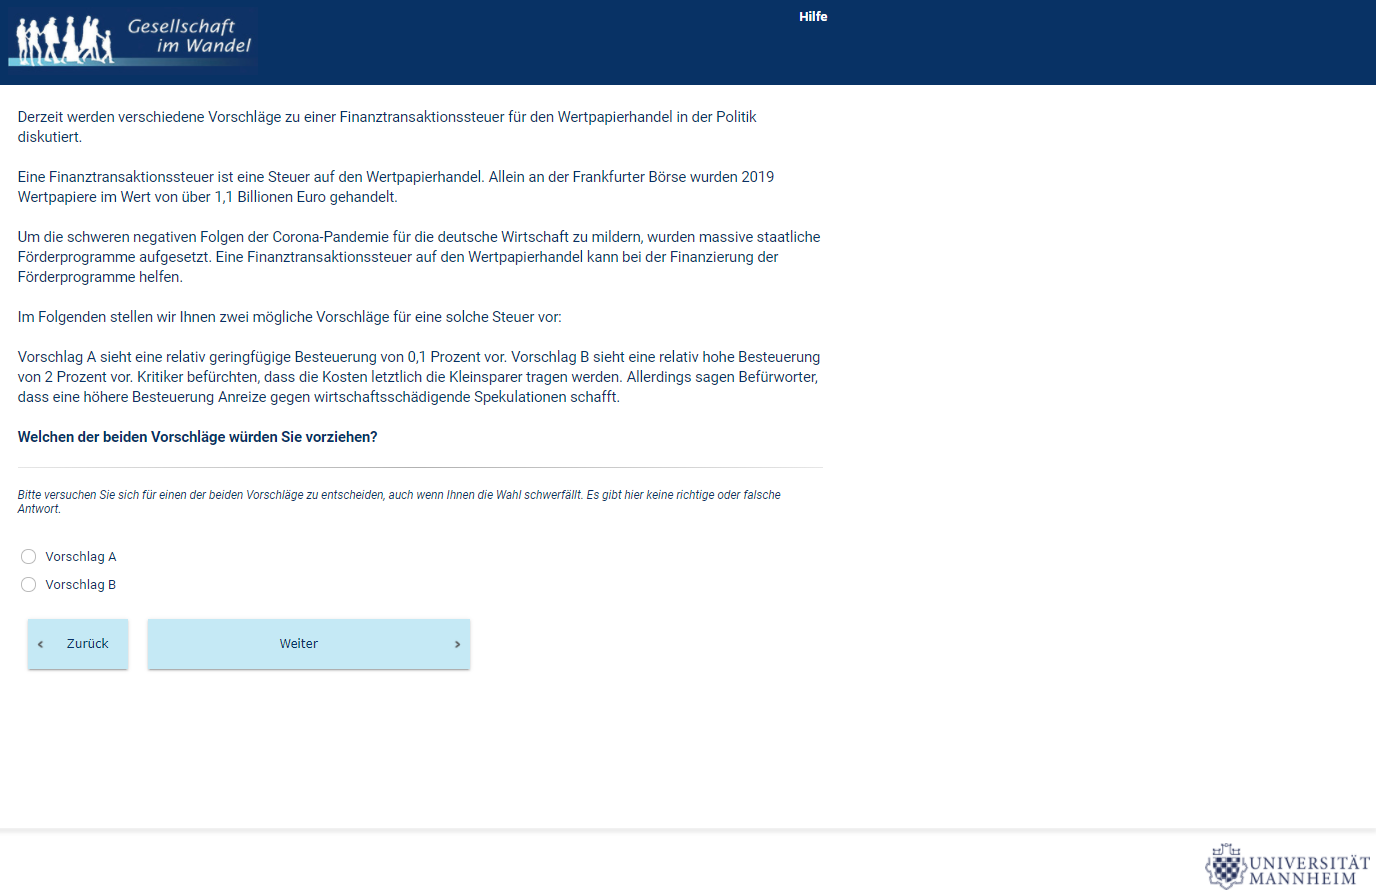 Gesellschaft
im Wandel
Hilfe
Derzeit werden verschiedene Vorschläge zu einer Finanztransaktionssteuer für den Wertpapierhandel in der Politik
diskutiert.
Eine Finanztransaktionssteuer ist eine Steuer auf den Wertpapierhandel. Allein an der Frankfurter Börse wurden 2019
Wertpapiere im Wert von über 1,1 Billionen Euro gehandelt.
Um die schweren negativen Folgen der Corona-Pandemie für die deutsche Wirtschaft zu mildern, wurden massive staatliche
Förderprogramme aufgesetzt. Eine Finanztransaktionssteuer auf den Wertpapierhandel kann bei der Finanzierung der
Förderprogramme helfen.
Im Folgenden stellen wir Ihnen zwei mögliche Vorschläge für eine solche Steuer vor:
Vorschlag A sieht eine relativ geringfügige Besteuerung von 0,1 Prozent vor. Vorschlag B sieht eine relativ hohe Besteuerung
von 2 Prozent vor. Kritiker befürchten, dass die Kosten letztlich die Kleinsparer tragen werden. Allerdings sagen Befürworter,
dass eine höhere Besteuerung Anreize gegen wirtschaftsschädigende Spekulationen schafft.
Welchen der beiden Vorschläge würden Sie vorziehen?
Bitte versuchen Sie sich für einen der beiden Vorschläge zu entscheiden, auch wenn Ihnen die Wahl schwerfällt. Es gibt hier keine richtige oder falsche
Antwort.
Vorschlag A
Vorschlag B
Zurück
Weiter
UNIVERSITÄT
MANNHEIM